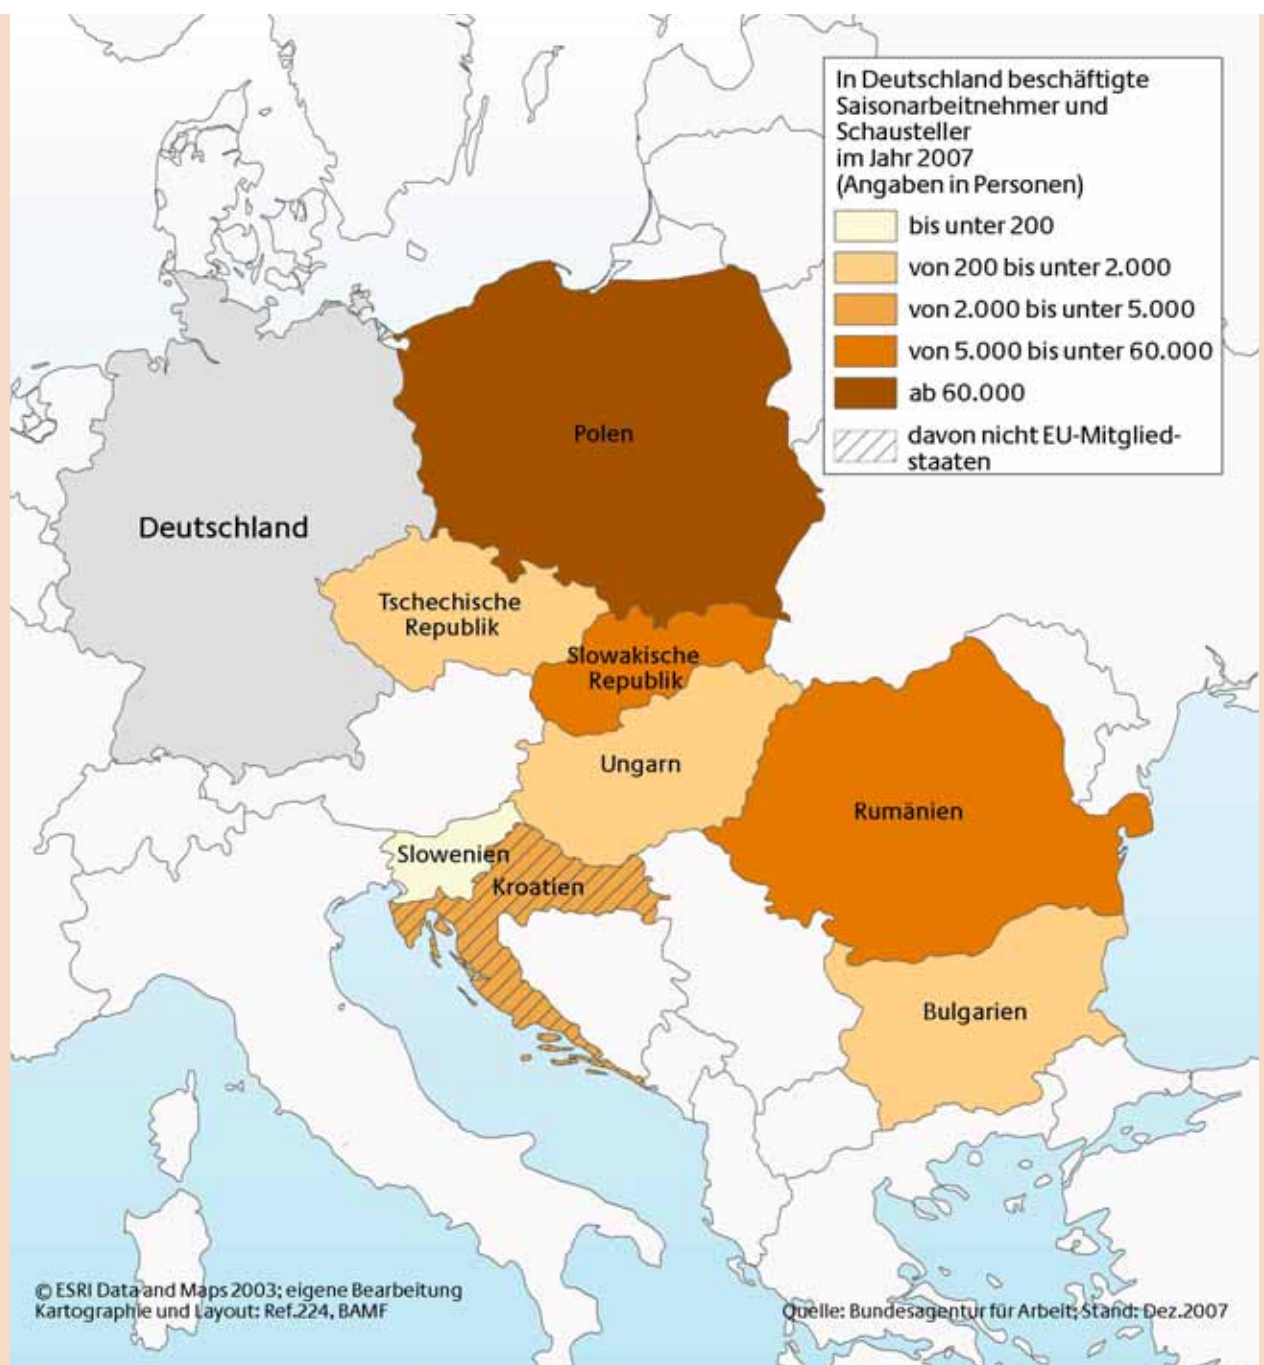 In Deutschland beschäftigte
Saisonarbeitnehmer und
Schausteller
im Jahr 2007
(Angaben in Personen)
bis unter 200
von 200 bis unter 2.000
von 2.000 bis unter 5.000
von 5.000 bis unter 60.000
ab 60.000
davon nicht EU-Mitglied-
staaten
Polen
Deutschland
Tschechische
Republik
Slowakische
Republik
Ungarn
Rumänien
Slowenien
Kroatien
Bulgarien
© ESRI Data and Maps 2003; eigene Bearbeitung
Kartographie und Layout: Ref.224, BAMF
Quelle: Bundesagentur für Arbeit; Stand: Dez.2007